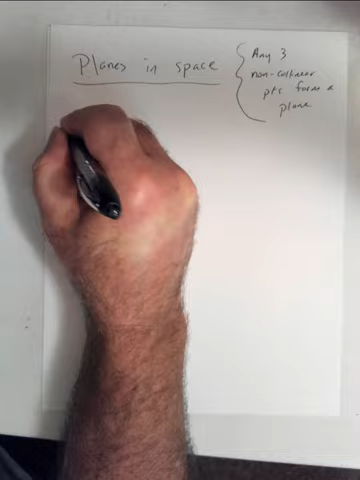 Planes in space
Any 3
non-collinear
pts form a
plane